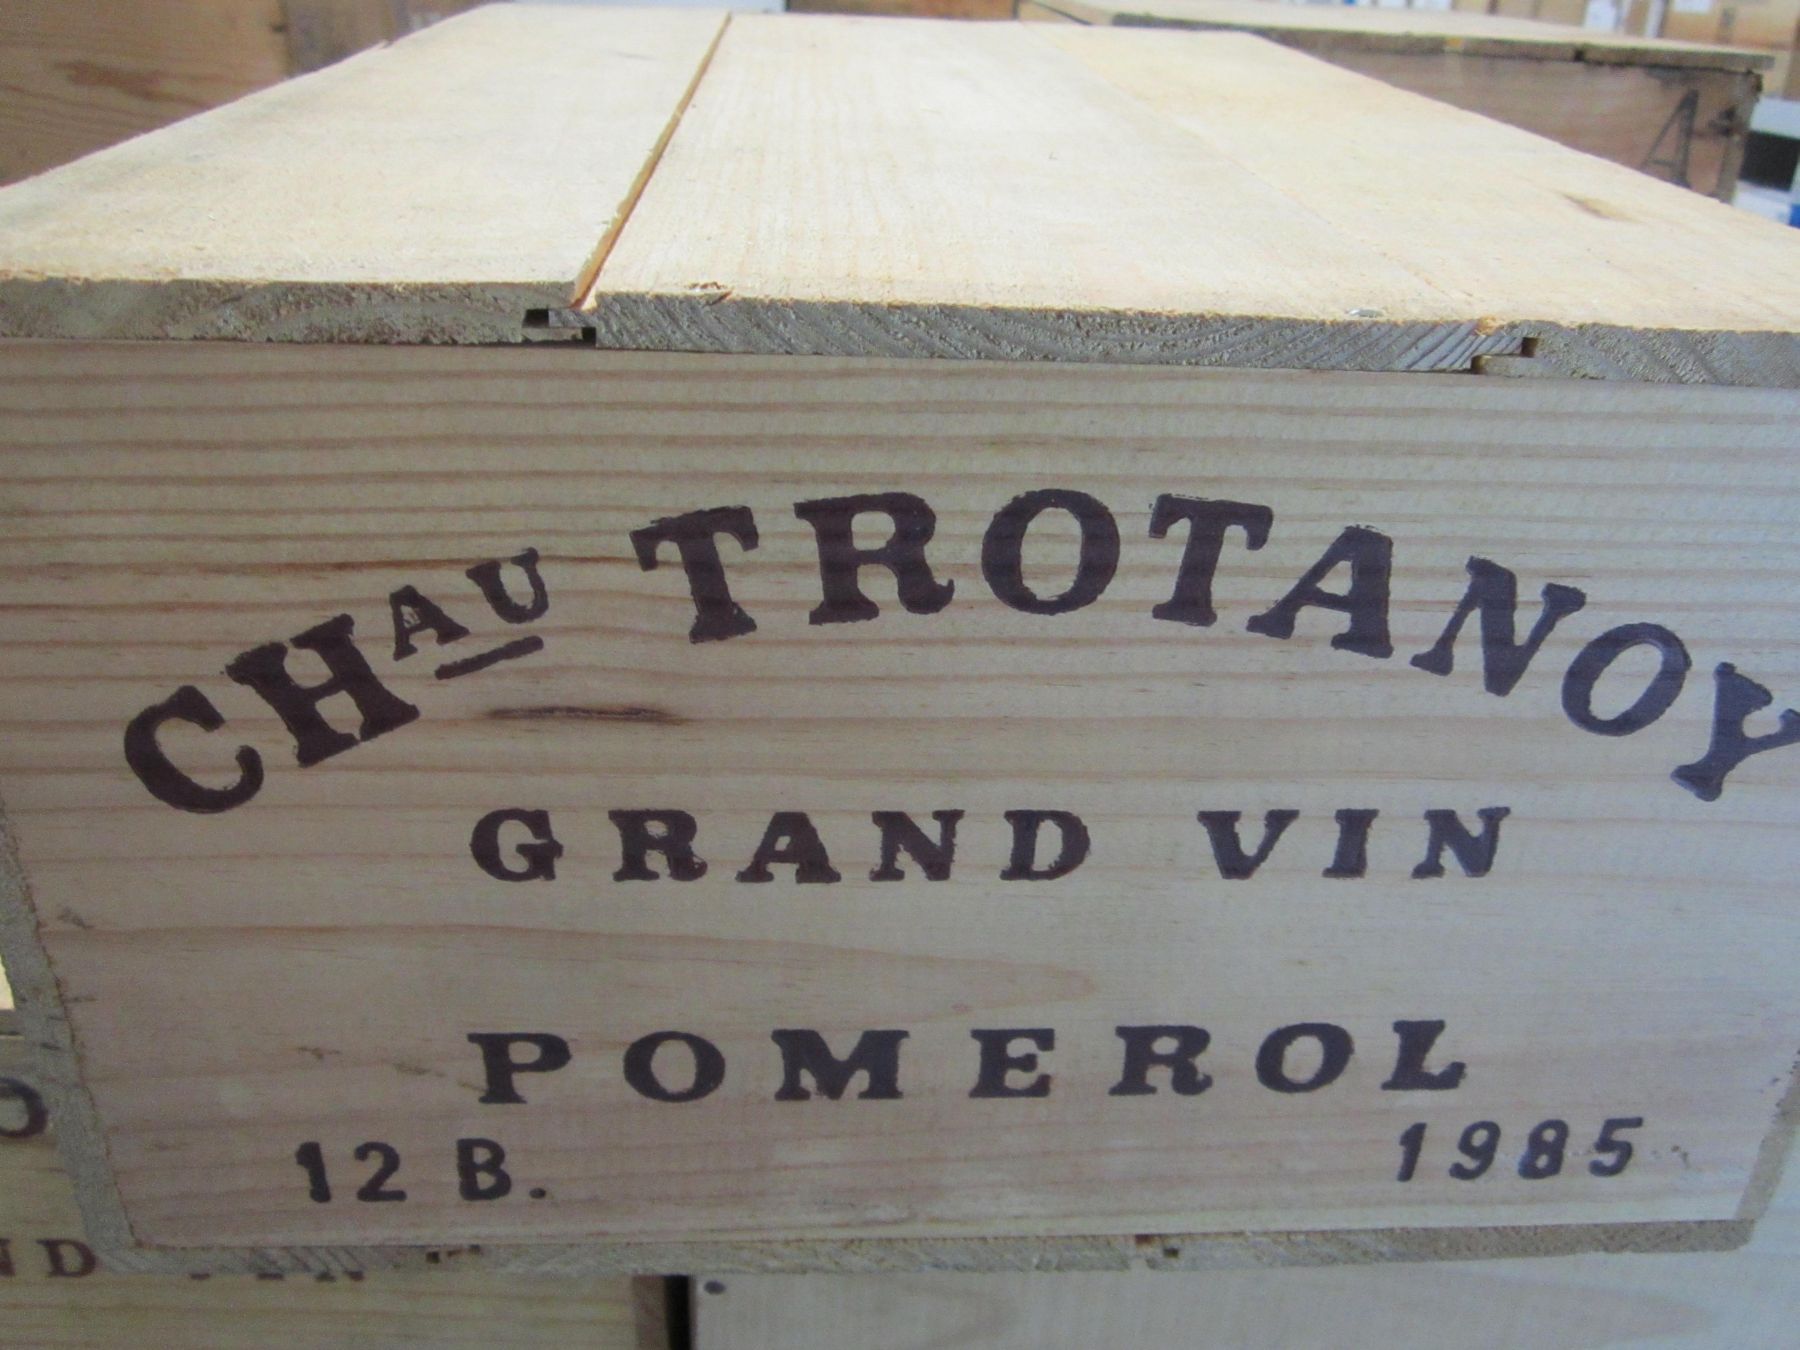 CHAU TROTANOY
GRAND VIN
POMEROL
12 B. 1985
A